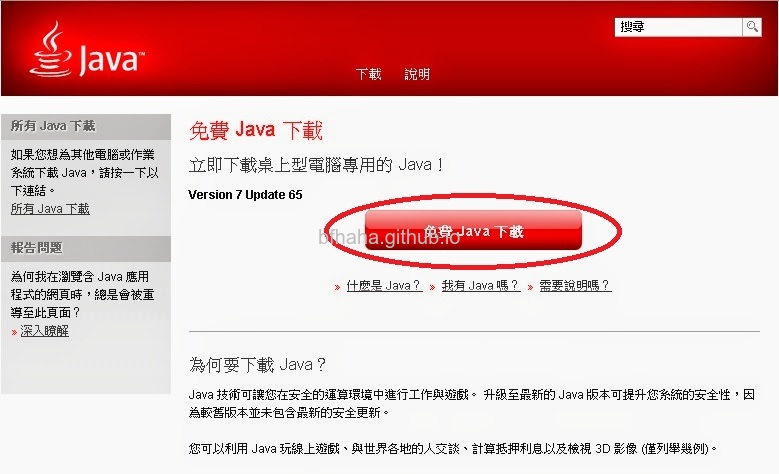 Java™
搜尋
下載 說明
所有 Java 下載
如果您想為其他電腦或作業
系統下載 Java，請按一下以
下連結。
所有 Java 下載
報告問題
為何我在瀏覽含 Java 應用
程式的網頁時，總是會被重
導至此頁面？
» 深入瞭解
免費 Java 下載
立即下載桌上型電腦專用的 Java！
Version 7 Update 65
免費 Java 下載
bfhaha.github.io
» 什麼是 Java？ » 我有 Java 嗎？ » 需要說明嗎？
為何要下載 Java？
Java 技術可讓您在安全的運算環境中進行工作與遊戲。 升級至最新的 Java 版本可提升您系統的安全性，因
為較舊版本並未包含最新的安全更新。
您可以利用 Java 玩線上遊戲、與世界各地的人交談、計算抵押利息以及檢視 3D 影像 (僅列舉幾例)。